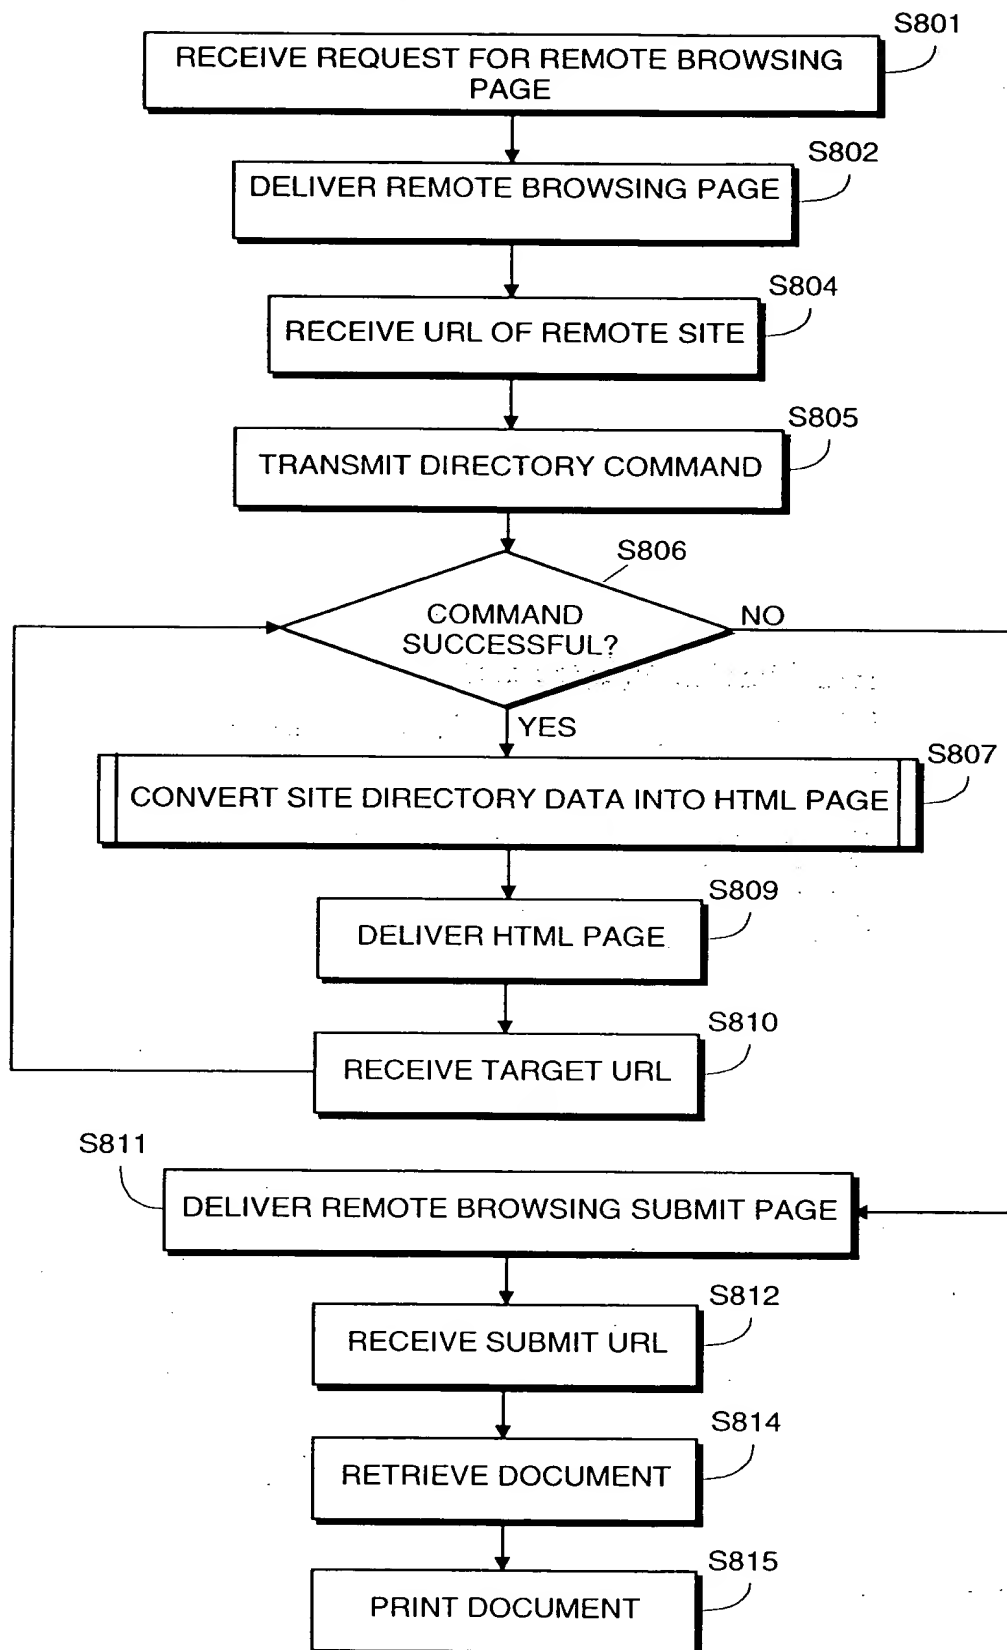 S801
RECEIVE REQUEST FOR REMOTE BROWSING
PAGE
S802
DELIVER REMOTE BROWSING PAGE
S804
RECEIVE URL OF REMOTE SITE
S805
TRANSMIT DIRECTORY COMMAND
S806
COMMAND
SUCCESSFUL?
NO
YES
S807
CONVERT SITE DIRECTORY DATA INTO HTML PAGE
S809
DELIVER HTML PAGE
S810
RECEIVE TARGET URL
S811
DELIVER REMOTE BROWSING SUBMIT PAGE
S812
RECEIVE SUBMIT URL
S814
RETRIEVE DOCUMENT
S815
PRINT DOCUMENT